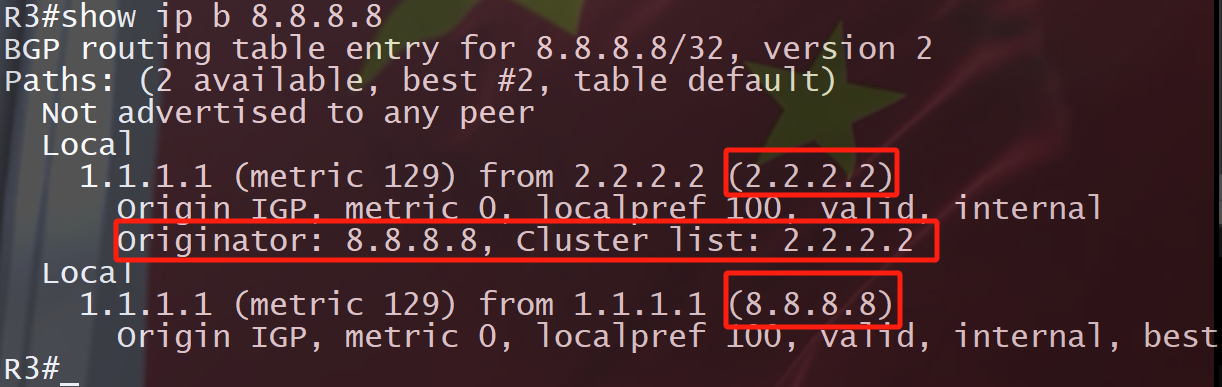 R3#show ip b 8.8.8.8
BGP routing table entry for 8.8.8.8/32, version 2
Paths: (2 available, best #2, table default)
  Not advertised to any peer
  Local
    1.1.1.1 (metric 129) from 2.2.2.2 (2.2.2.2)
      Origin IGP, metric 0, localpref 100, valid, internal
      Originator: 8.8.8.8, Cluster list: 2.2.2.2
  Local
    1.1.1.1 (metric 129) from 1.1.1.1 (8.8.8.8)
      Origin IGP, metric 0, localpref 100, valid, internal, best
R3#_